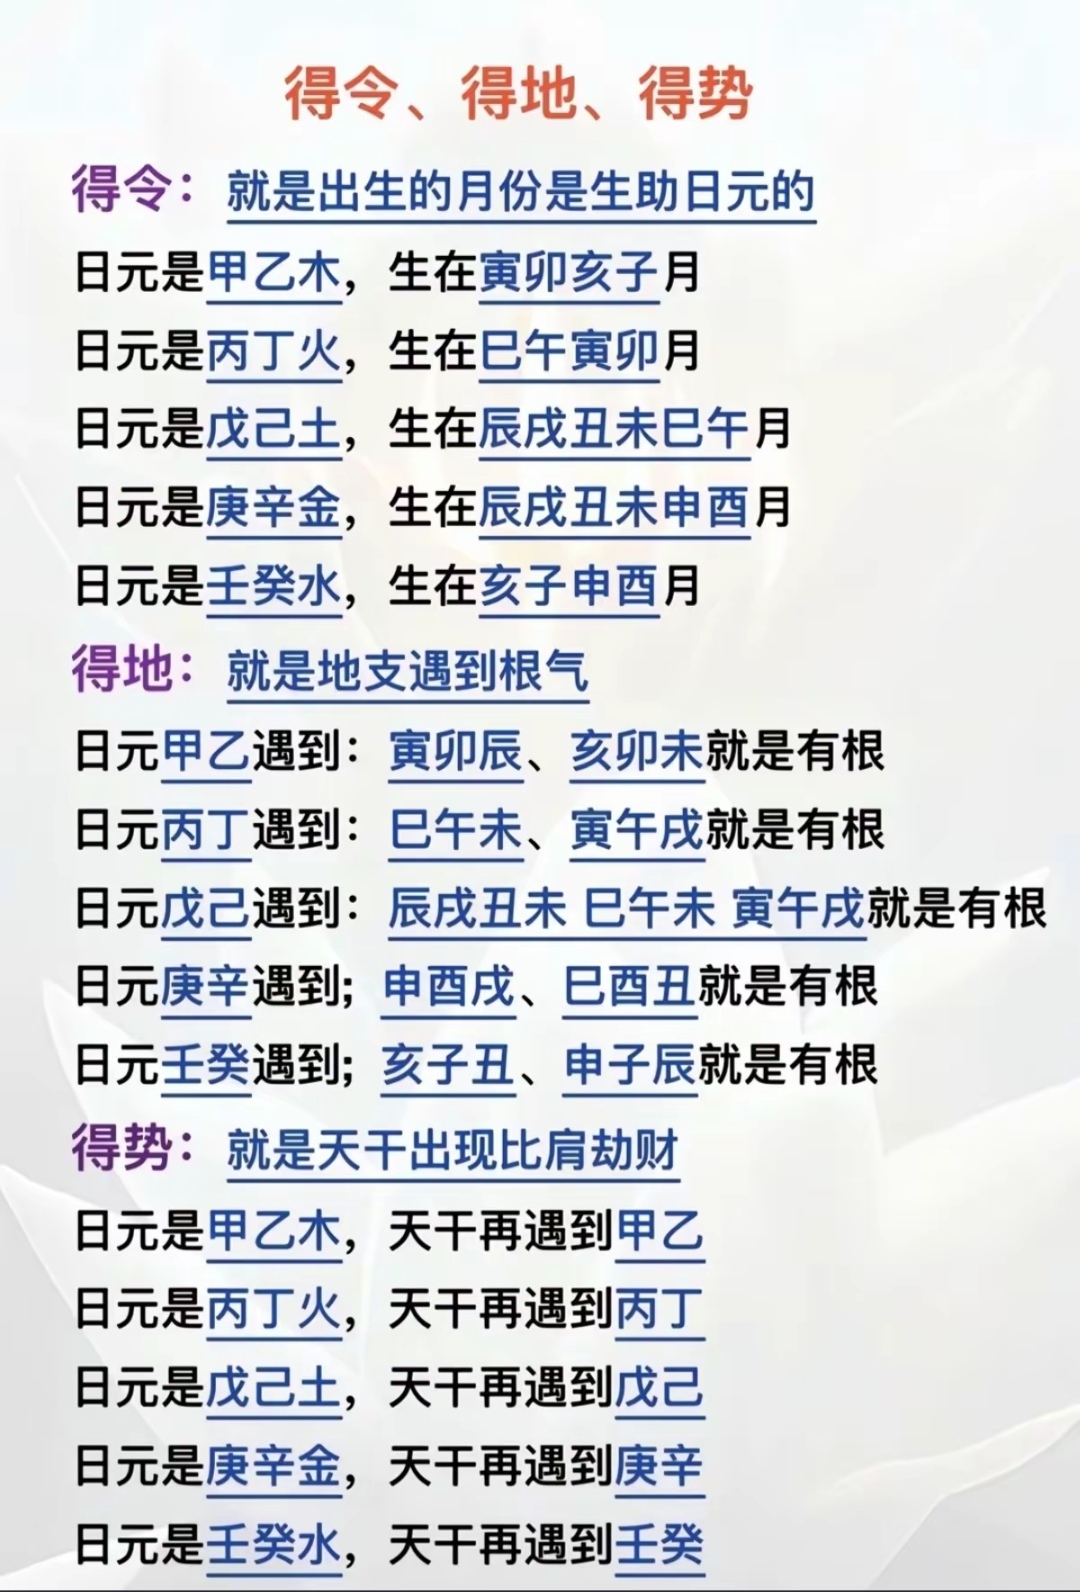 得令、得地、得势
得令：就是出生的月份是生助日元的
日元是甲乙木，生在寅卯亥子月
日元是丙丁火，生在巳午寅卯月
日元是戊己土，生在辰戌丑未巳午月
日元是庚辛金，生在辰戌丑未申酉月
日元是壬癸水，生在亥子申酉月
得地：就是地支遇到根气
日元甲乙遇到：寅卯辰、亥卯未就是有根
日元丙丁遇到：巳午未、寅午戌就是有根
日元戊己遇到：辰戌丑未 巳午未 寅午戌就是有根
日元庚辛遇到；申酉戌、巳酉丑就是有根
日元壬癸遇到；亥子丑、申子辰就是有根
得势：就是天干出现比肩劫财
日元是甲乙木，天干再遇到甲乙
日元是丙丁火，天干再遇到丙丁
日元是戊己土，天干再遇到戊己
日元是庚辛金，天干再遇到庚辛
日元是壬癸水，天干再遇到壬癸